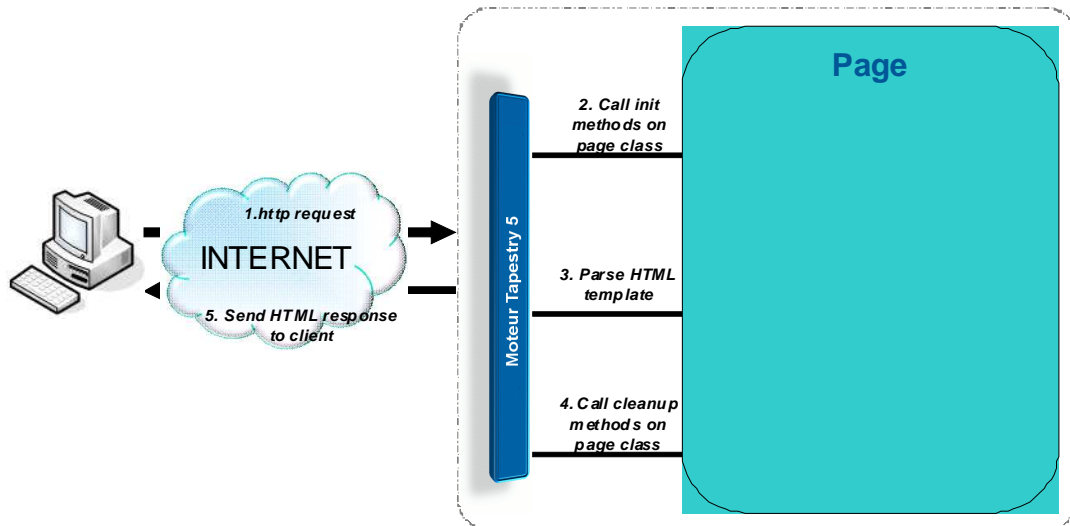 Page
2. Call init
methods on
page class
1.http request
INTERNET
5. Send HTML response
to client
Moteur Tapestry 5
3. Parse HTML
template
4. Call cleanup
methods on
page class